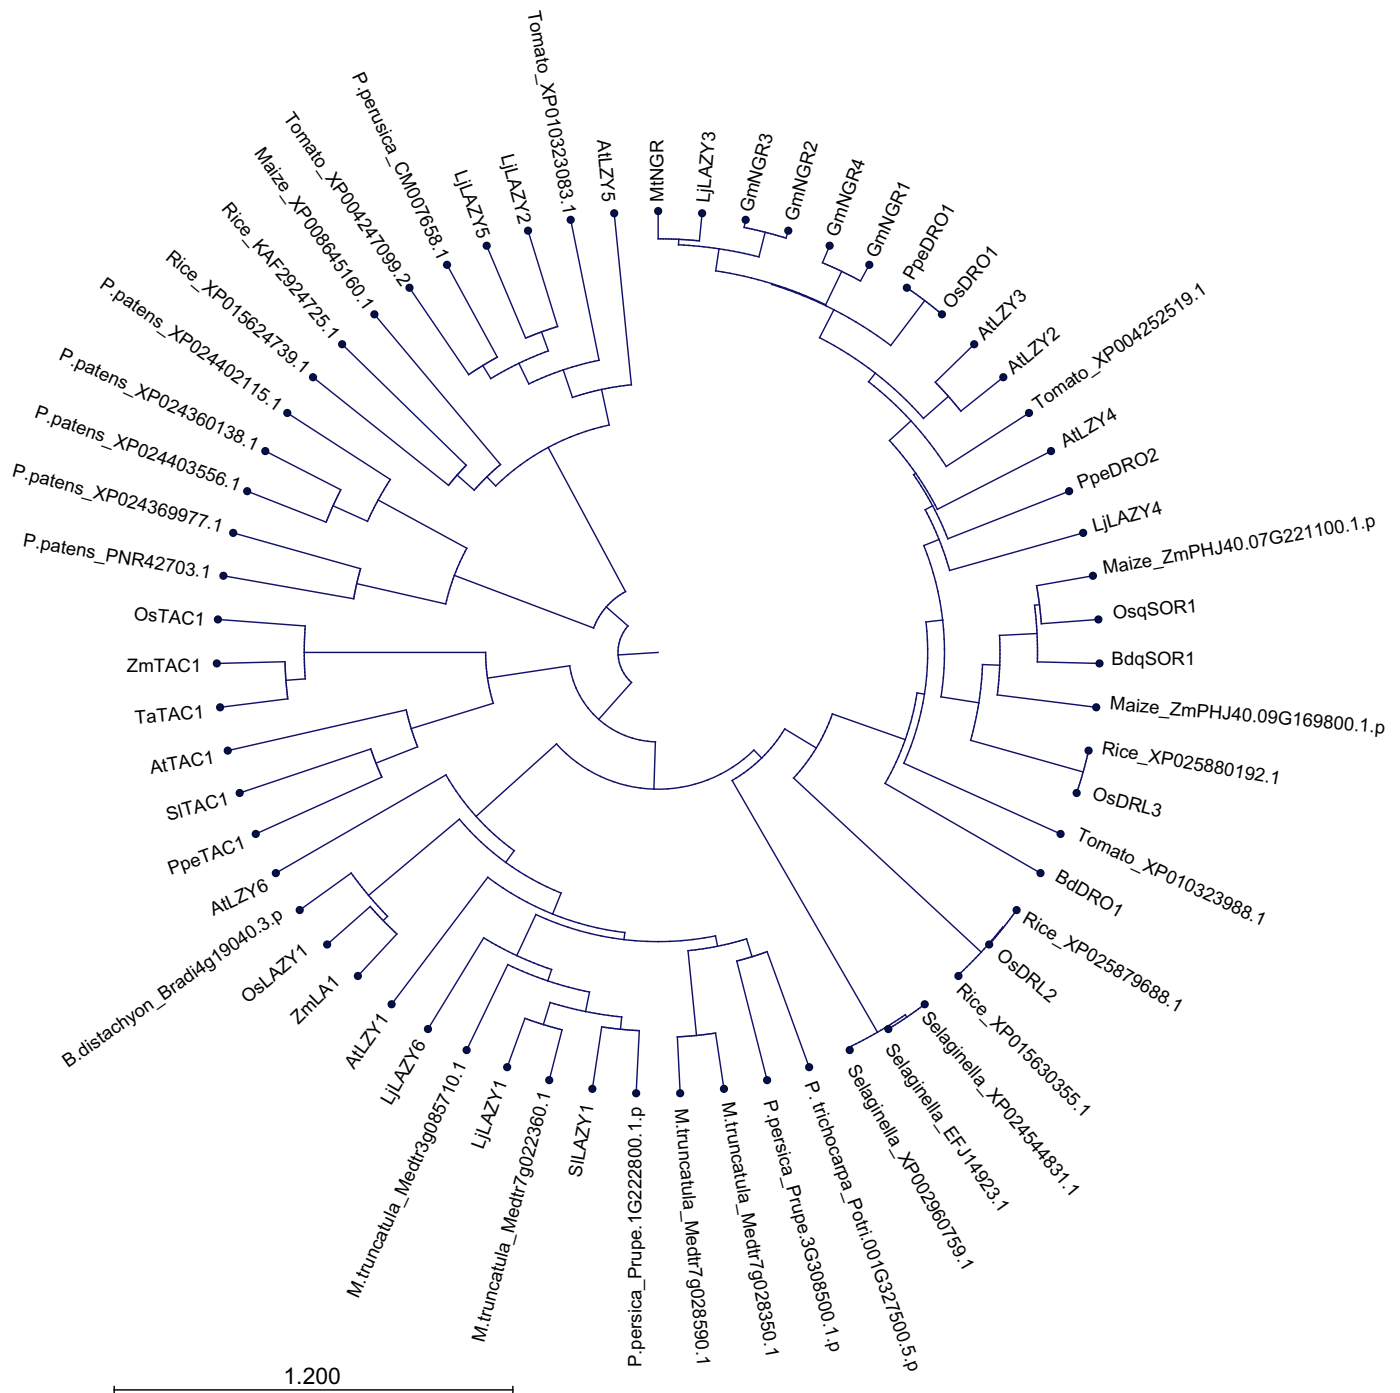 Tomato_XP010323083.1
AtLZY5
MtNGR
LjLAZY3
GmNGR3
GmNGR2
GmNGR4
GmNGR1
PpeDRO1
OsDRO1
AtLZY3
AtLZY2
Tomato_XP004252519.1
AtLZY4
PpeDRO2
LjLAZY4
Maize_ZmPHJ40.07G221100.1.p
OsqSOR1
BdqSOR1
Maize_ZmPHJ40.09G169800.1.p
Rice_XP025880192.1
OsDRL3
Tomato_XP010323988.1
BdDRO1
Rice_XP025879688.1
OsDRL2
Rice_XP015630355.1
Selaginella_XP024544831.1
Selaginella_EFJ14923.1
Selaginella_XP002960759.1
P. trichocarpa_Potri.001G327500.5.p
P.persica_Prupe.3G308500.1.p
M.truncatula_Medtr7g028350.1
M.truncatula_Medtr7g028590.1
P.persica_Prupe.1G222800.1.p
SlLAZY1
M.truncatula_Medtr7g022360.1
LjLAZY1
M.truncatula_Medtr3g085710.1
LjLAZY6
AtLZY1
ZmLA1
OsLAZY1
B.distachyon_Bradi4g19040.3.p
AtLZY6
PpeTAC1
SlTAC1
AtTAC1
TaTAC1
ZmTAC1
OsTAC1
P.patens_PNR42703.1
P.patens_XP024369977.1
P.patens_XP024403556.1
P.patens_XP024360138.1
P.patens_XP024402115.1
Rice_XP015624739.1
Rice_KAF2924725.1
Maize_XP008645160.1
Tomato_XP004247099.2
P.perusica_CM007658.1
LjLAZY5
LjLAZY2
1.200